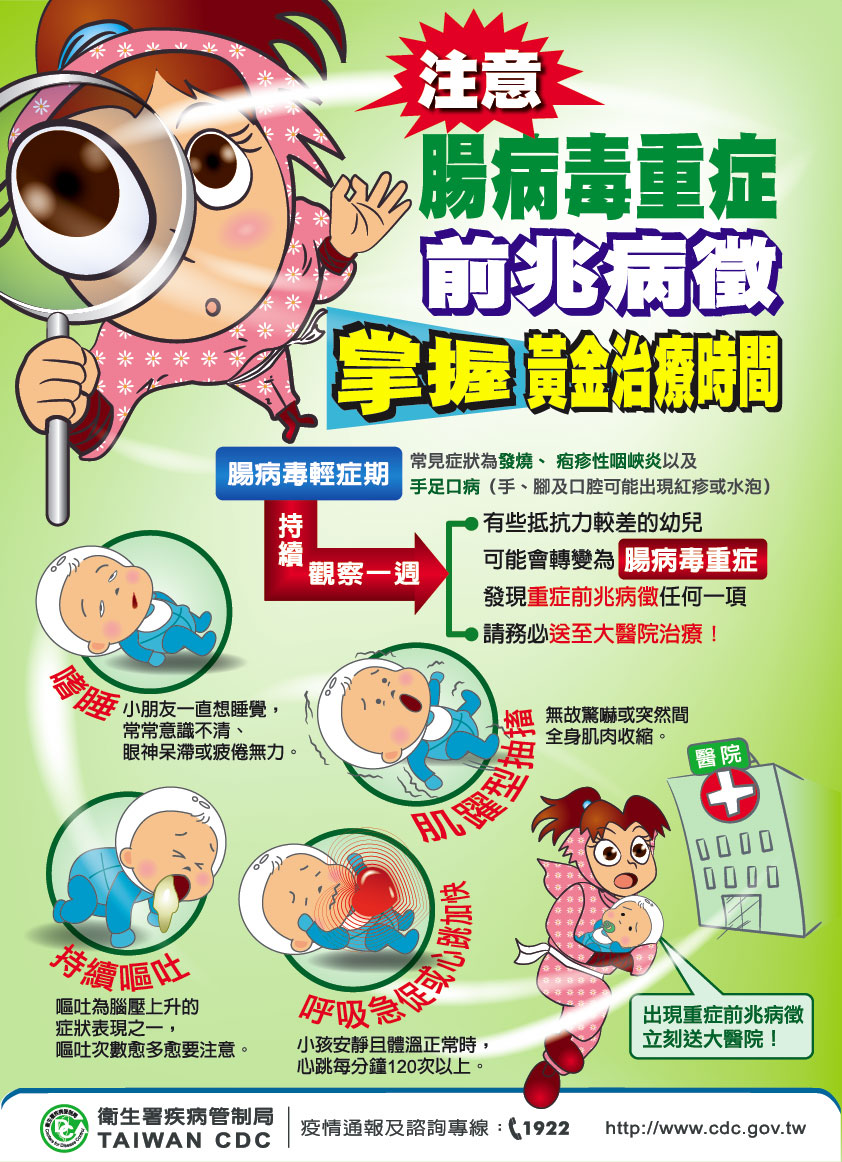 注意
腸病毒重症
前兆病徵
掌握 黃金治療時間
腸病毒輕症期
常見症狀為發燒、疱疹性咽峽炎以及
手足口病（手、腳及口腔可能出現紅疹或水泡）
持續
觀察一週
有些抵抗力較差的幼兒
可能會轉變為 腸病毒重症
發現重症前兆病徵任何一項
請務必送至大醫院治療！
嗜睡
小朋友一直想睡覺，
常常意識不清、
眼神呆滯或疲倦無力。
肌躍型抽搐
無故驚嚇或突然間
全身肌肉收縮。
醫院
持續嘔吐
嘔吐為腦壓上升的
症狀表現之一，
嘔吐次數愈多愈要注意。
呼吸急促或心跳加快
小孩安靜且體溫正常時，
心跳每分鐘120次以上。
出現重症前兆病徵
立刻送大醫院！
衛生署疾病管制局
TAIWAN CDC
疫情通報及諮詢專線：1922
http://www.cdc.gov.tw